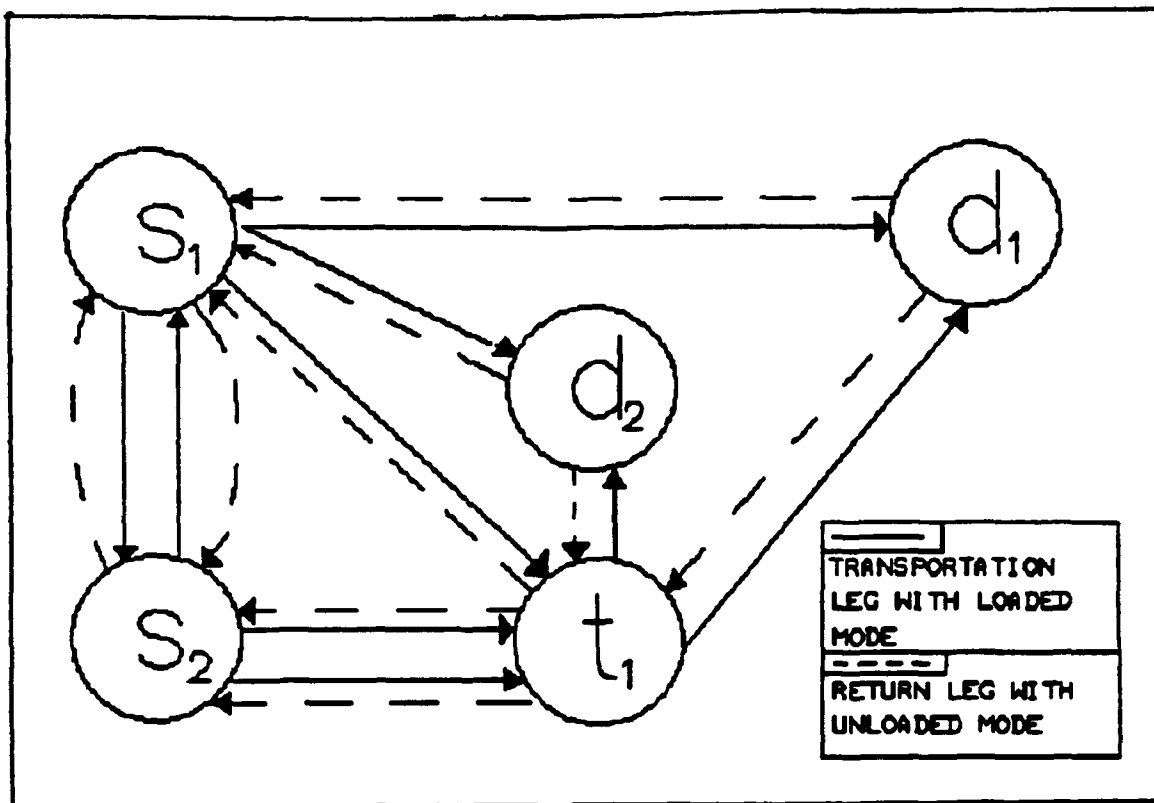 S1
d1
d2
S2
t1
TRANSPORTATION
LEG WITH LOADED
MODE
RETURN LEG WITH
UNLOADED MODE